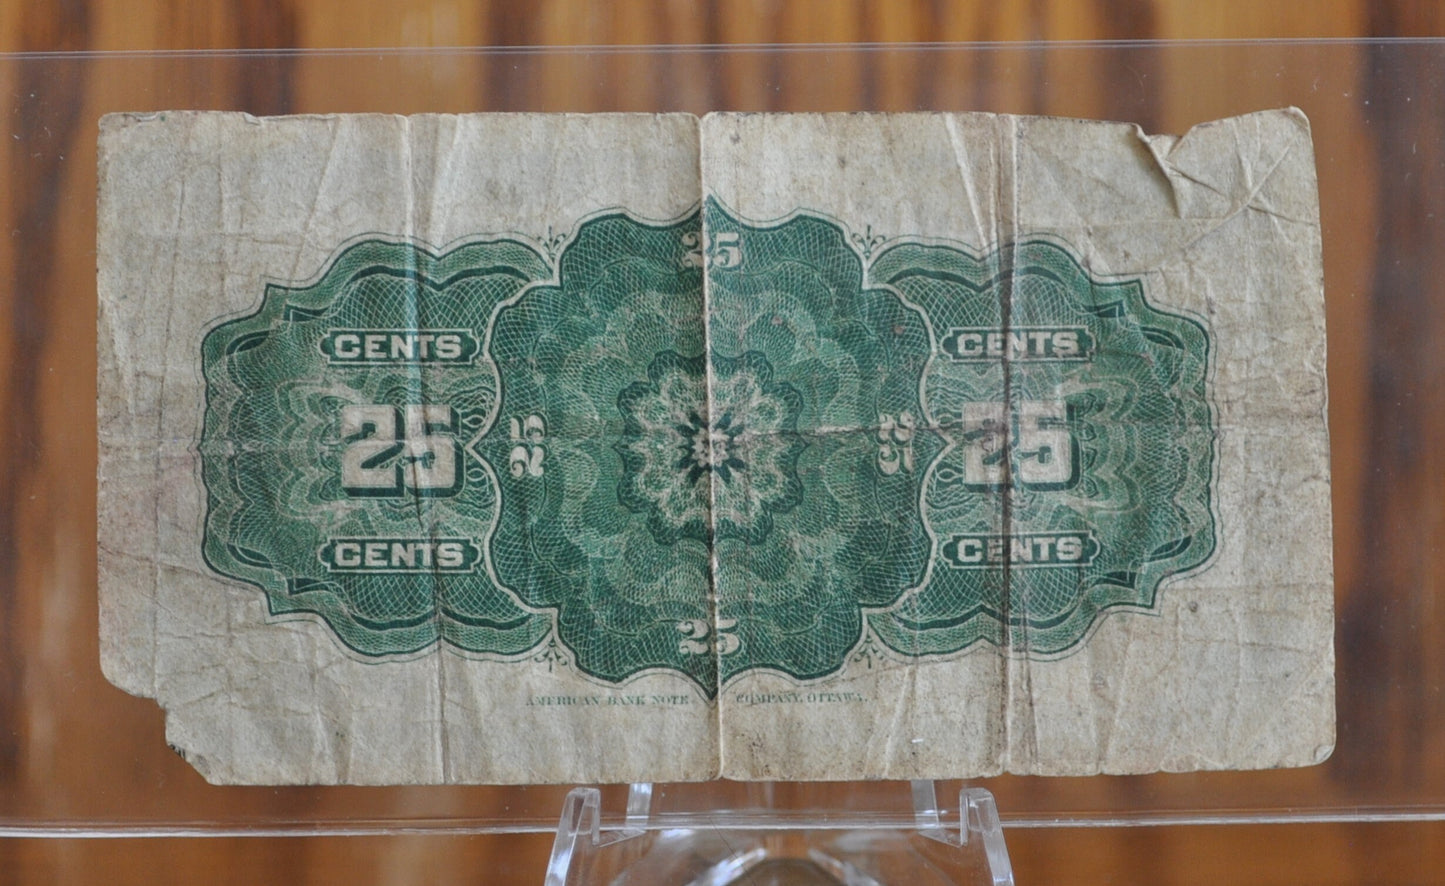 25
CENTS CENTS
25 25 25 25
CENTS CENTS
25
AMERICAN BANK NOTE COMPANY, OTTAWA.